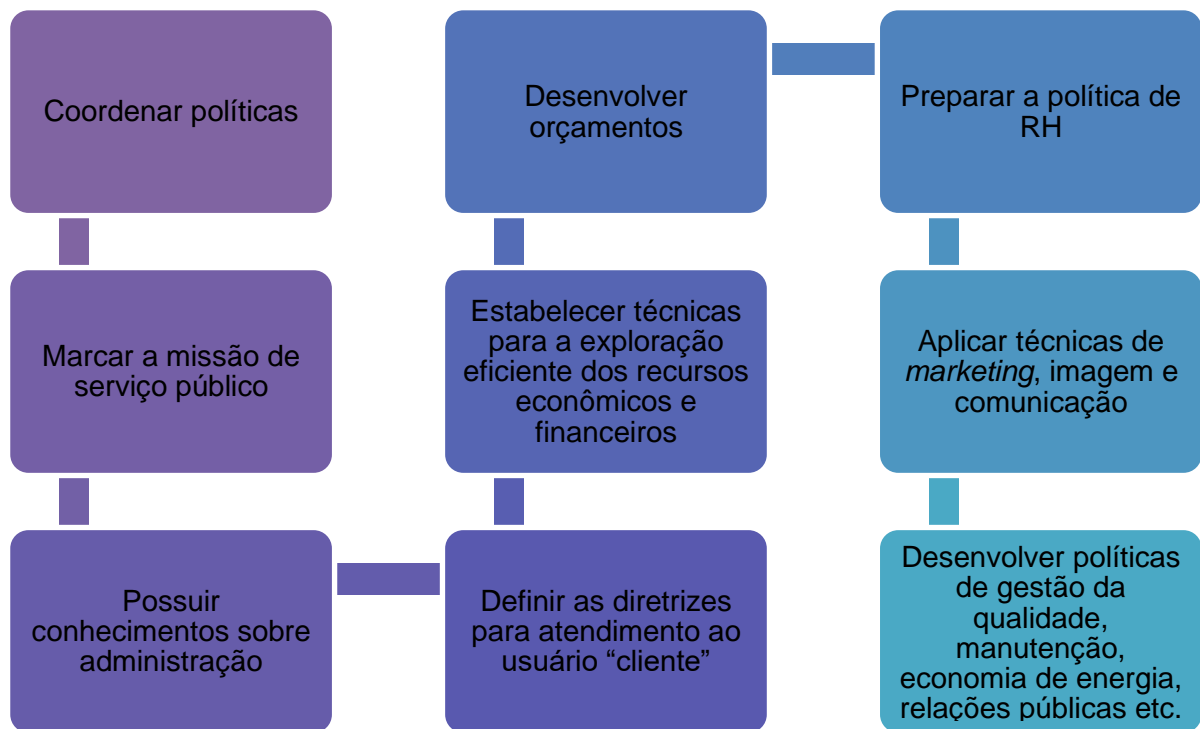 Coordenar políticas
Marcar a missão de
serviço público
Possuir
conhecimentos sobre
administração
Definir as diretrizes
para atendimento ao
usuário “cliente”
Estabelecer técnicas
para a exploração
eficiente dos recursos
econômicos e
financeiros
Desenvolver
orçamentos
Preparar a política de
RH
Aplicar técnicas de
marketing, imagem e
comunicação
Desenvolver políticas
de gestão da
qualidade,
manutenção,
economia de energia,
relações públicas etc.